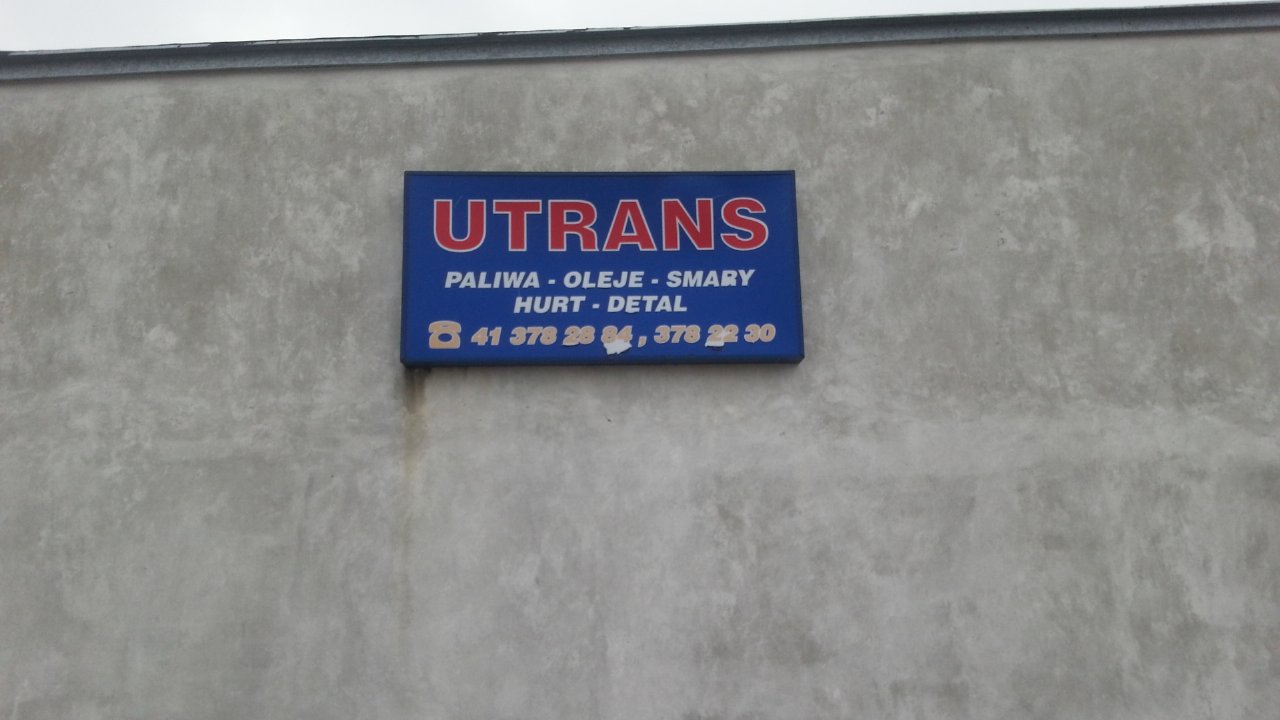 UTRANS
PALIWA - OLEJE - SMARY
HURT - DETAL
☎ 41 378 28 84, 378 22 30